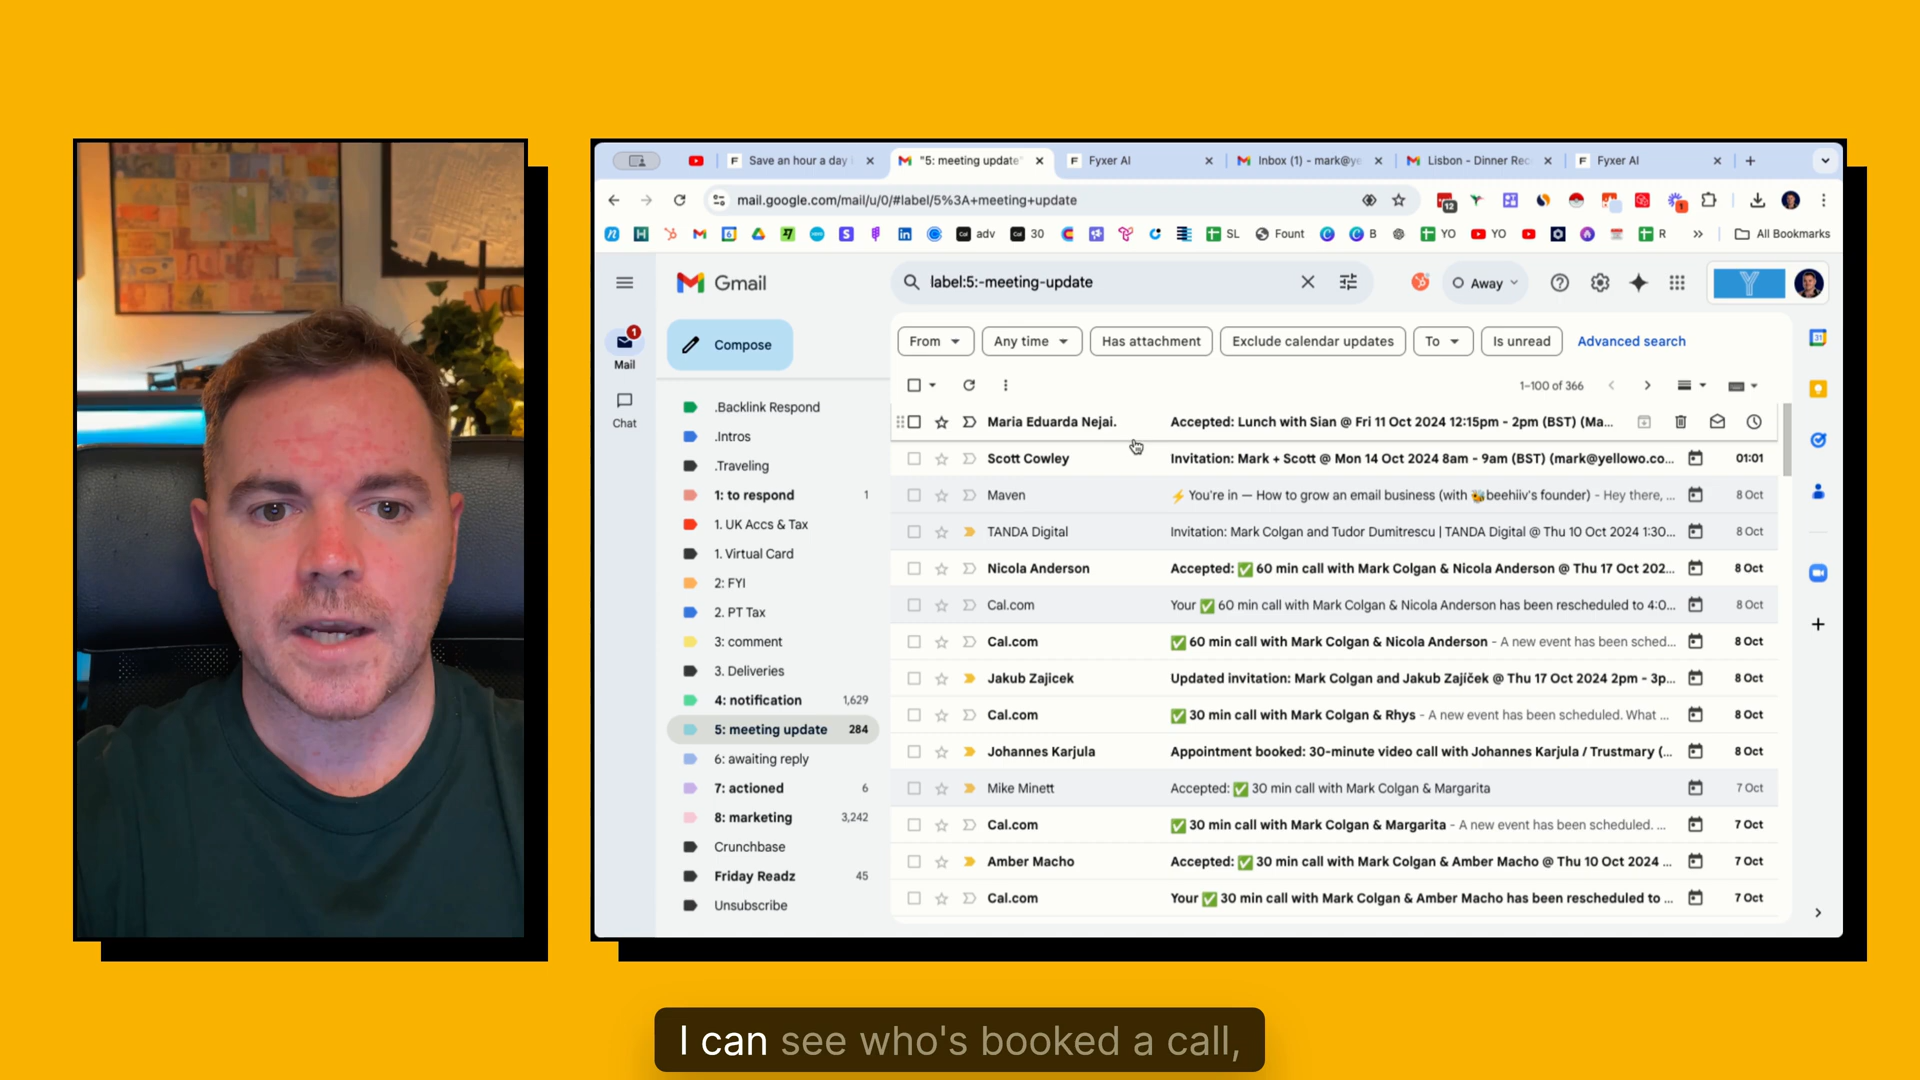 Save an hour a day
"5: meeting update"
Fyxer AI
Inbox (1) - mark@ye
Lisbon - Dinner Rec
Fyxer AI
mail.google.com/mail/u/0/#label/5%3A+meeting+update
12
1
adv
30
SL
Fount
B
YO
YO
R
All Bookmarks
Gmail
label:5:-meeting-update
Away
1
Mail
Chat
Compose
From
Any time
Has attachment
Exclude calendar updates
To
Is unread
Advanced search
1–100 of 366
.Backlink Respond
.Intros
.Traveling
1: to respond 1
1. UK Accs & Tax
1. Virtual Card
2: FYI
2. PT Tax
3: comment
3. Deliveries
4: notification 1,629
5: meeting update 284
6: awaiting reply
7: actioned 6
8: marketing 3,242
Crunchbase
Friday Readz 45
Unsubscribe
Maria Eduarda Nejai. Accepted: Lunch with Sian @ Fri 11 Oct 2024 12:15pm - 2pm (BST) (Ma...
Scott Cowley Invitation: Mark + Scott @ Mon 14 Oct 2024 8am - 9am (BST) (mark@yellowo.co... 01:01
Maven ⚡ You're in — How to grow an email business (with 🐝beehiiv's founder) - Hey there, ... 8 Oct
TANDA Digital Invitation: Mark Colgan and Tudor Dumitrescu | TANDA Digital @ Thu 10 Oct 2024 1:30... 8 Oct
Nicola Anderson Accepted: ✅ 60 min call with Mark Colgan & Nicola Anderson @ Thu 17 Oct 202... 8 Oct
Cal.com Your ✅ 60 min call with Mark Colgan & Nicola Anderson has been rescheduled to 4:0... 8 Oct
Cal.com ✅ 60 min call with Mark Colgan & Nicola Anderson - A new event has been sched... 8 Oct
Jakub Zajicek Updated invitation: Mark Colgan and Jakub Zajíček @ Thu 17 Oct 2024 2pm - 3p... 8 Oct
Cal.com ✅ 30 min call with Mark Colgan & Rhys - A new event has been scheduled. What ... 8 Oct
Johannes Karjula Appointment booked: 30-minute video call with Johannes Karjula / Trustmary (... 8 Oct
Mike Minett Accepted: ✅ 30 min call with Mark Colgan & Margarita 7 Oct
Cal.com ✅ 30 min call with Mark Colgan & Margarita - A new event has been scheduled. ... 7 Oct
Amber Macho Accepted: ✅ 30 min call with Mark Colgan & Amber Macho @ Thu 10 Oct 2024 ... 7 Oct
Cal.com Your ✅ 30 min call with Mark Colgan & Amber Macho has been rescheduled to ... 7 Oct
I can see who's booked a call,